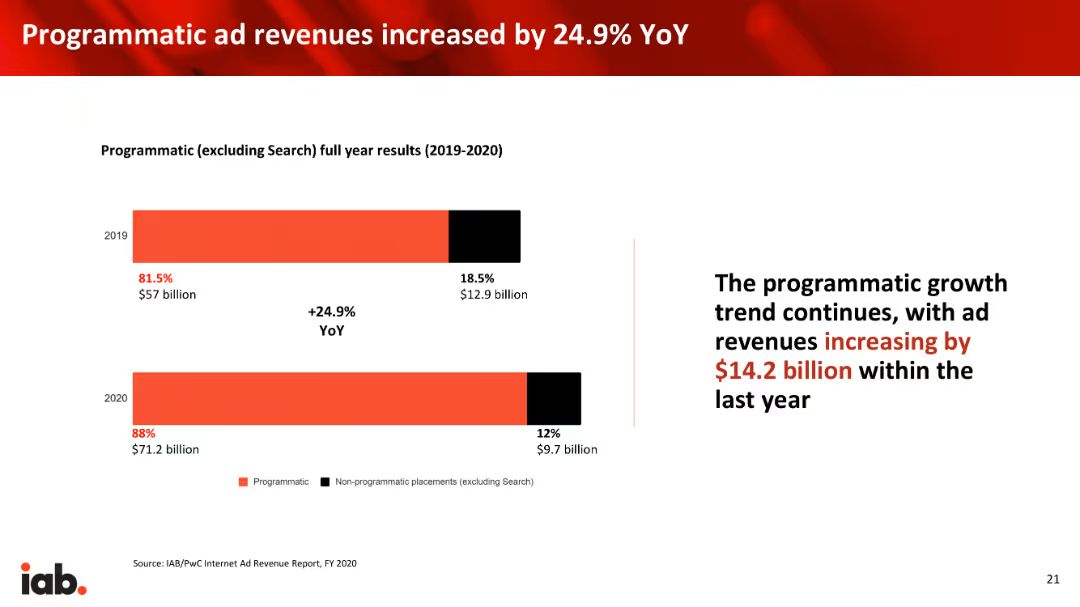 Programmatic ad revenues increased by 24.9% YoY
Programmatic (excluding Search) full year results (2019-2020)
2019
81.5%
$57 billion
18.5%
$12.9 billion
+24.9%
YoY
2020
88%
$71.2 billion
12%
$9.7 billion
Programmatic
Non-programmatic placements (excluding Search)
The programmatic growth
trend continues, with ad
revenues increasing by
$14.2 billion within the
last year
iab.
Source: IAB/PwC Internet Ad Revenue Report, FY 2020
21